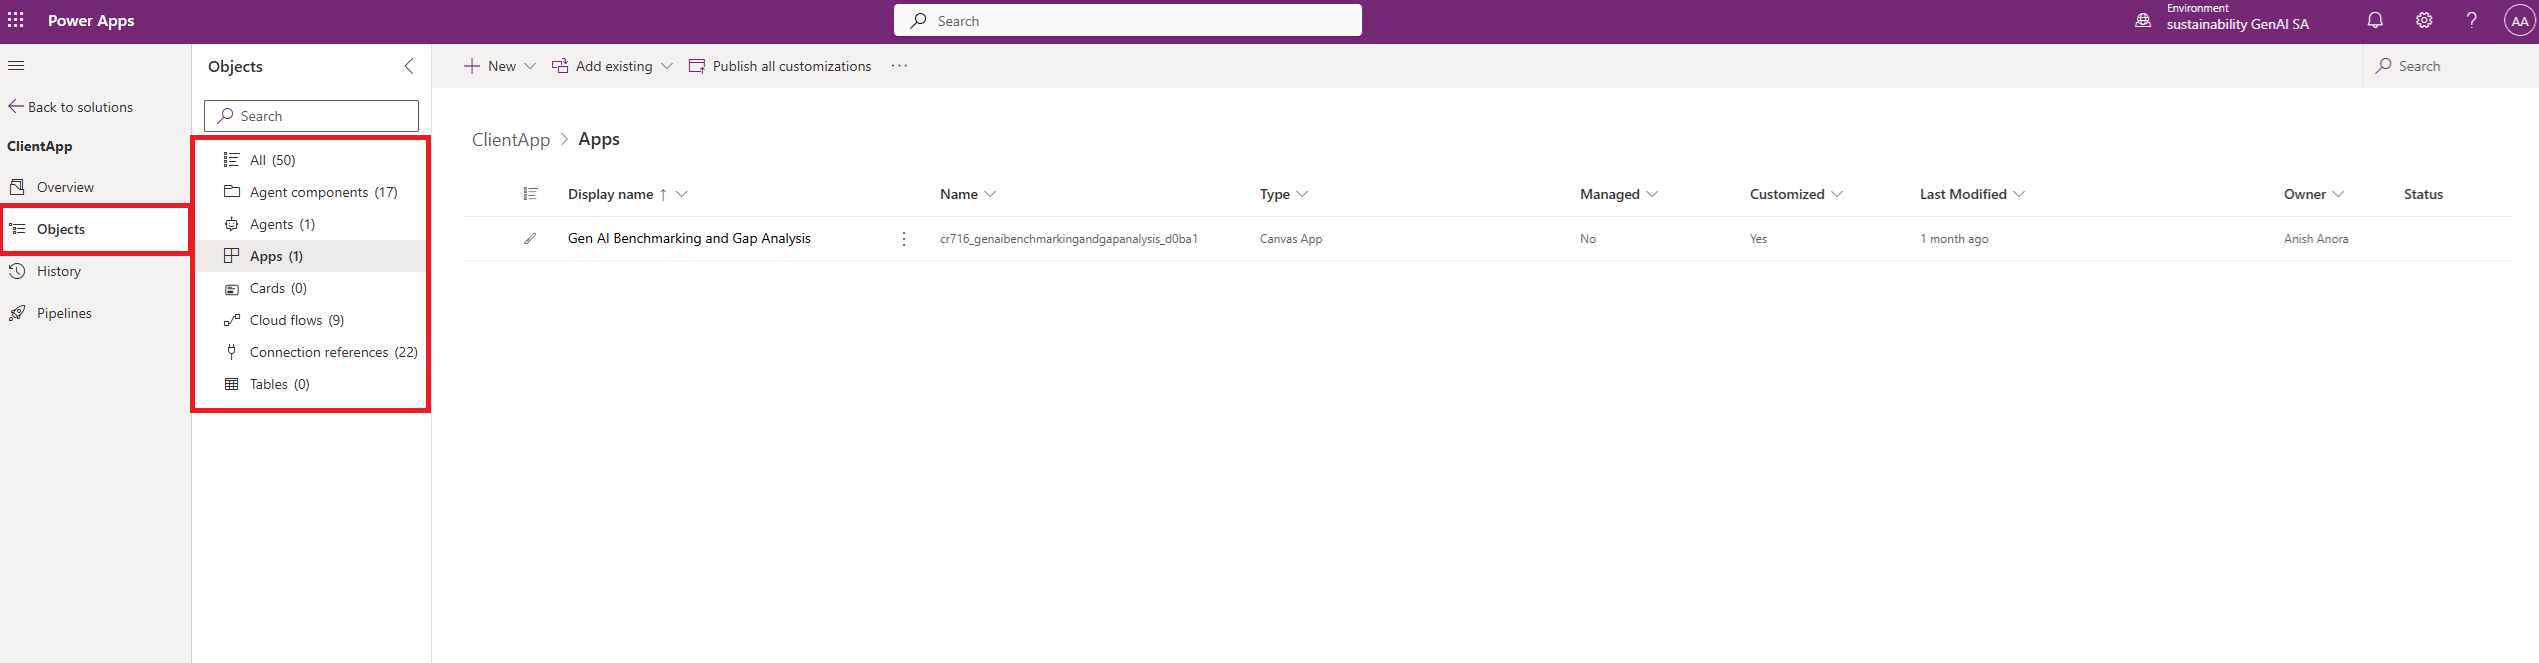 Power Apps
Search
Environment
sustainability GenAI SA
AA
Back to solutions
ClientApp
Overview
Objects
History
Pipelines
Objects
Search
All (50)
Agent components (17)
Agents (1)
Apps (1)
Cards (0)
Cloud flows (9)
Connection references (22)
Tables (0)
New Add existing Publish all customizations ··· Search
ClientApp > Apps
Display name ↑ Name Type Managed Customized Last Modified Owner Status
Gen AI Benchmarking and Gap Analysis cr716_genaibenchmarkingandgapanalysis_d0ba1 Canvas App No Yes 1 month ago Anish Anora